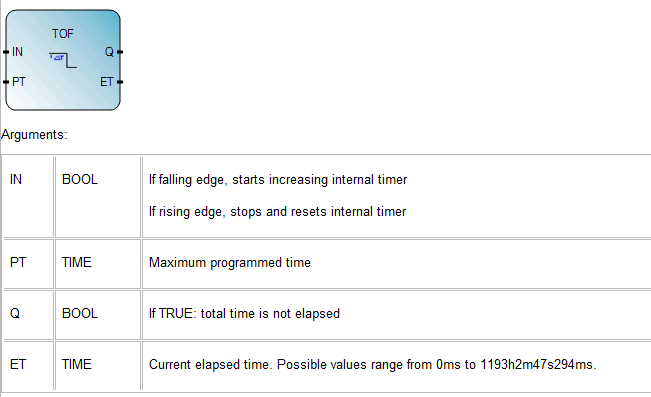 TOF
IN Q
PT ET
Arguments:
IN BOOL If falling edge, starts increasing internal timer
If rising edge, stops and resets internal timer
PT TIME Maximum programmed time
Q BOOL If TRUE: total time is not elapsed
ET TIME Current elapsed time. Possible values range from 0ms to 1193h2m47s294ms.